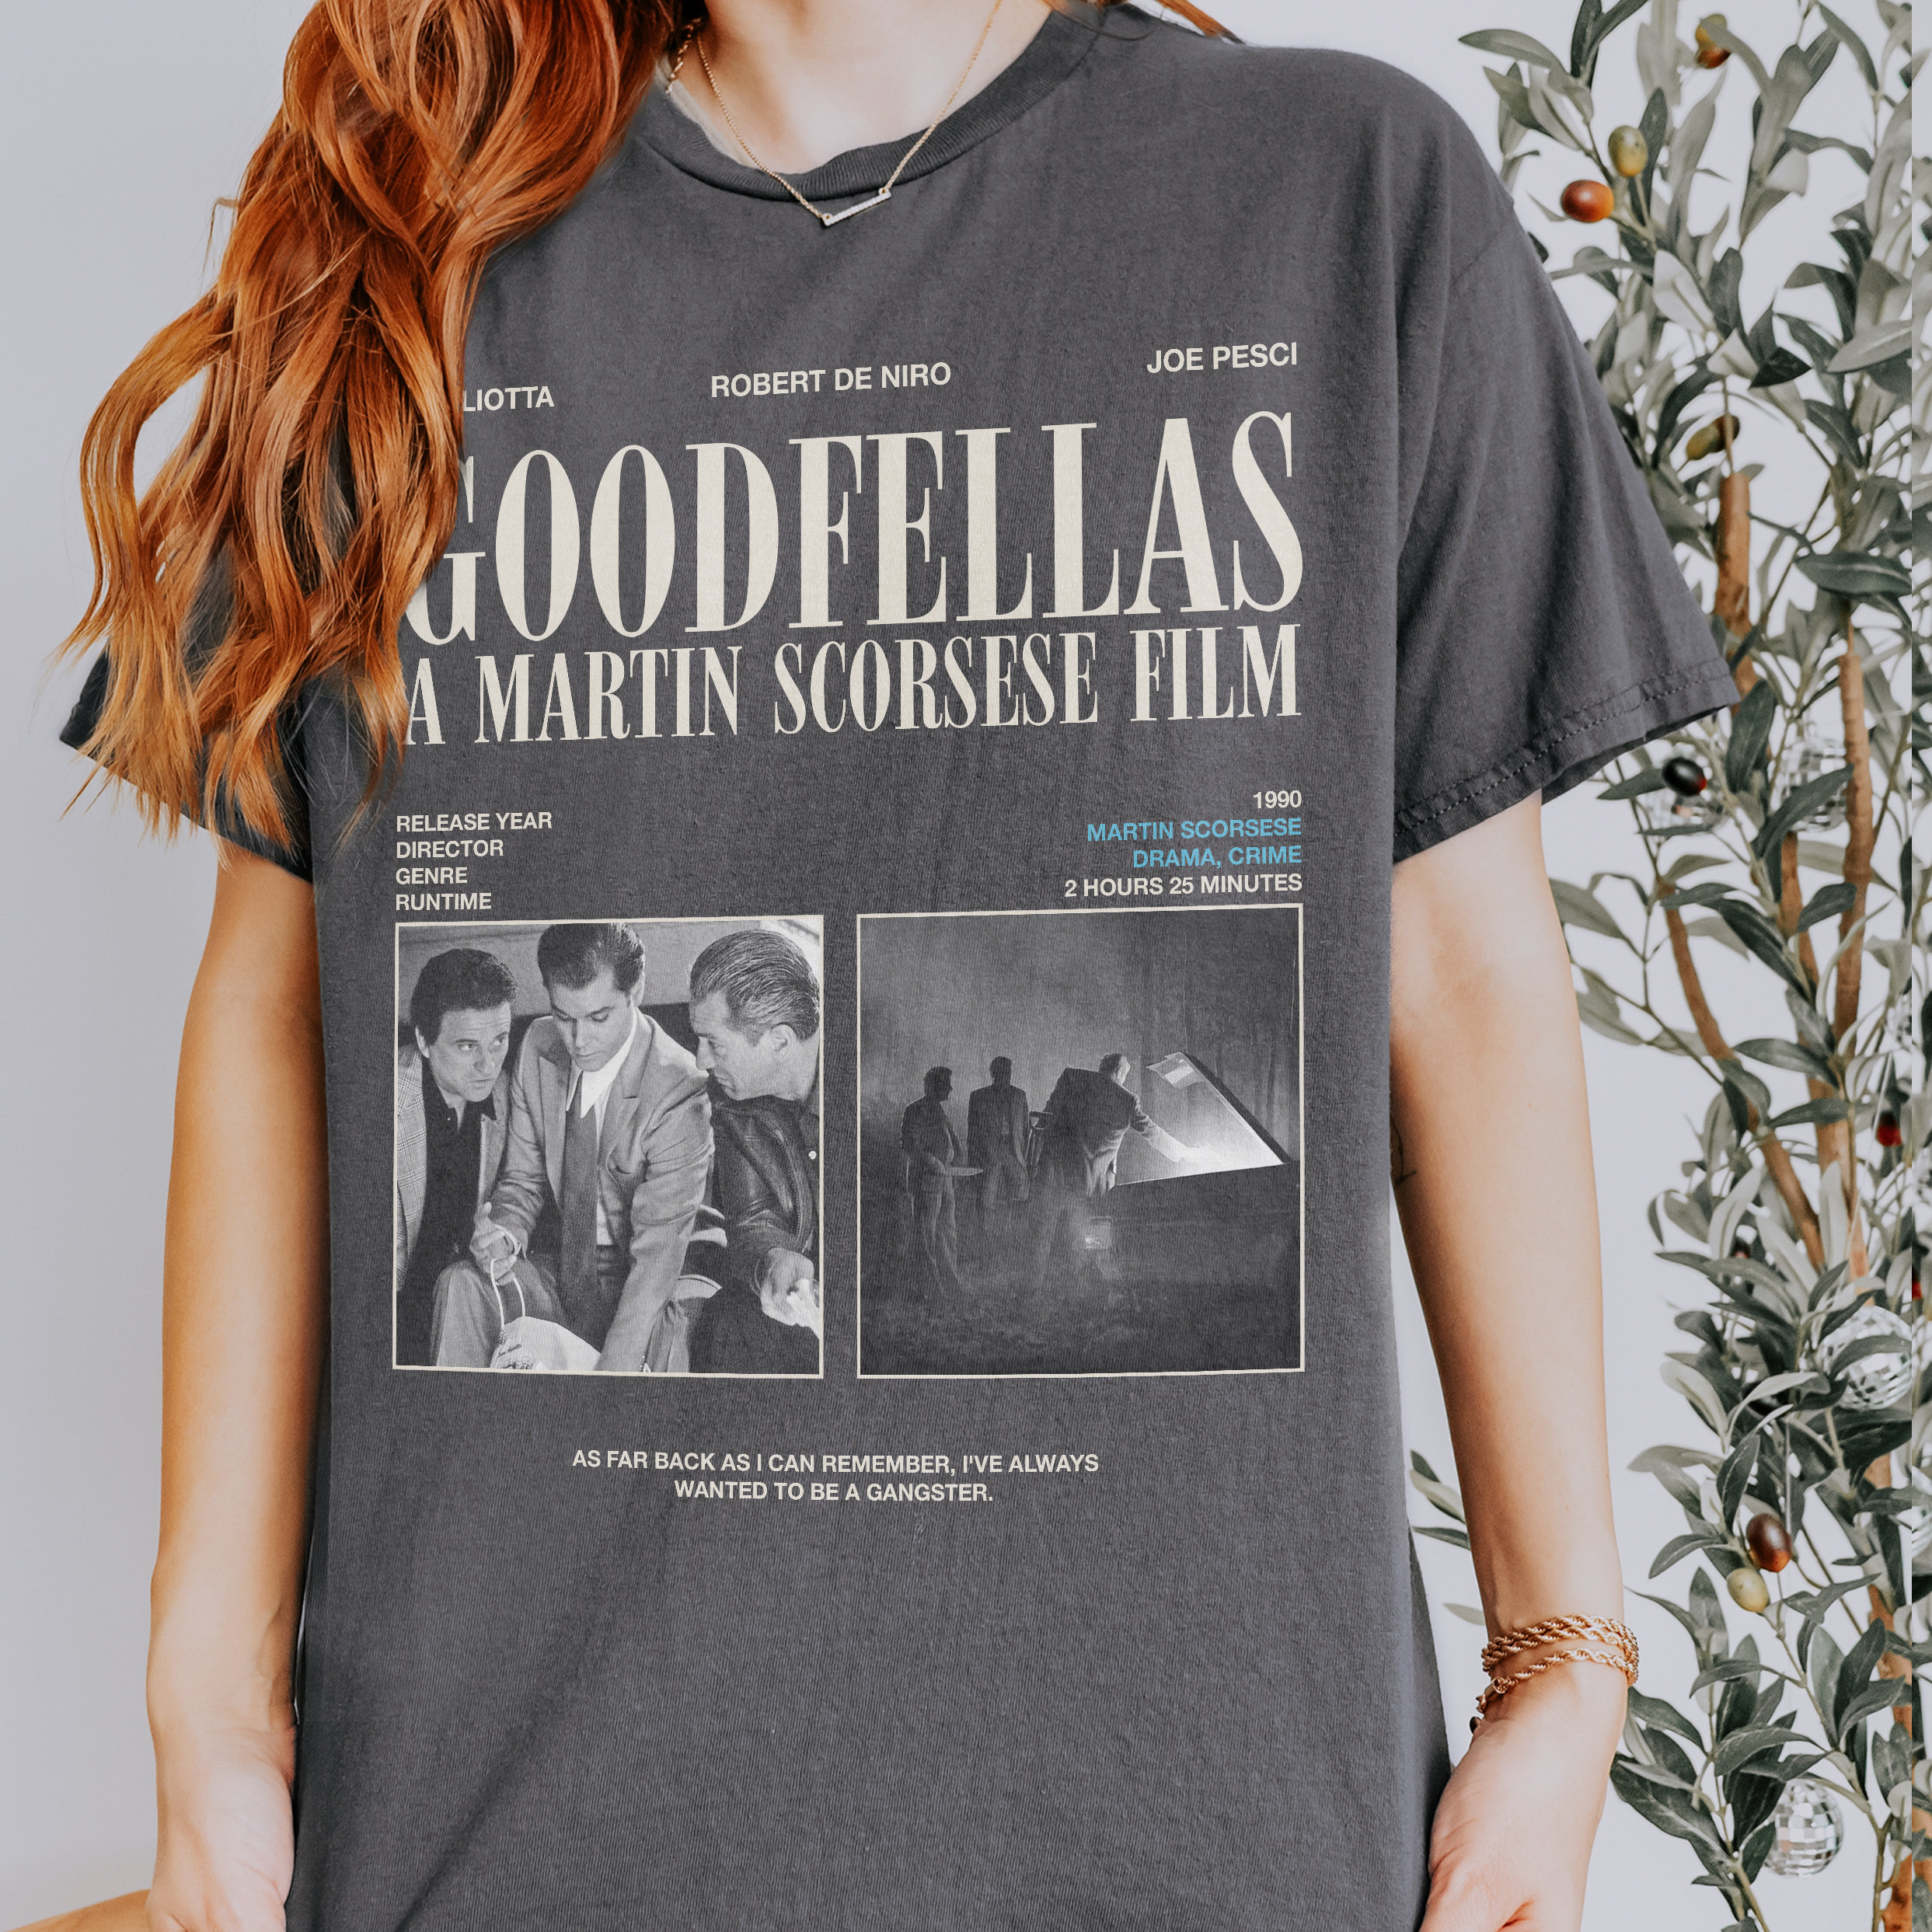 LIOTTA ROBERT DE NIRO JOE PESCI
GOODFELLAS
A MARTIN SCORSESE FILM
RELEASE YEAR 1990
DIRECTOR MARTIN SCORSESE
GENRE DRAMA, CRIME
RUNTIME 2 HOURS 25 MINUTES
AS FAR BACK AS I CAN REMEMBER, I'VE ALWAYS
WANTED TO BE A GANGSTER.